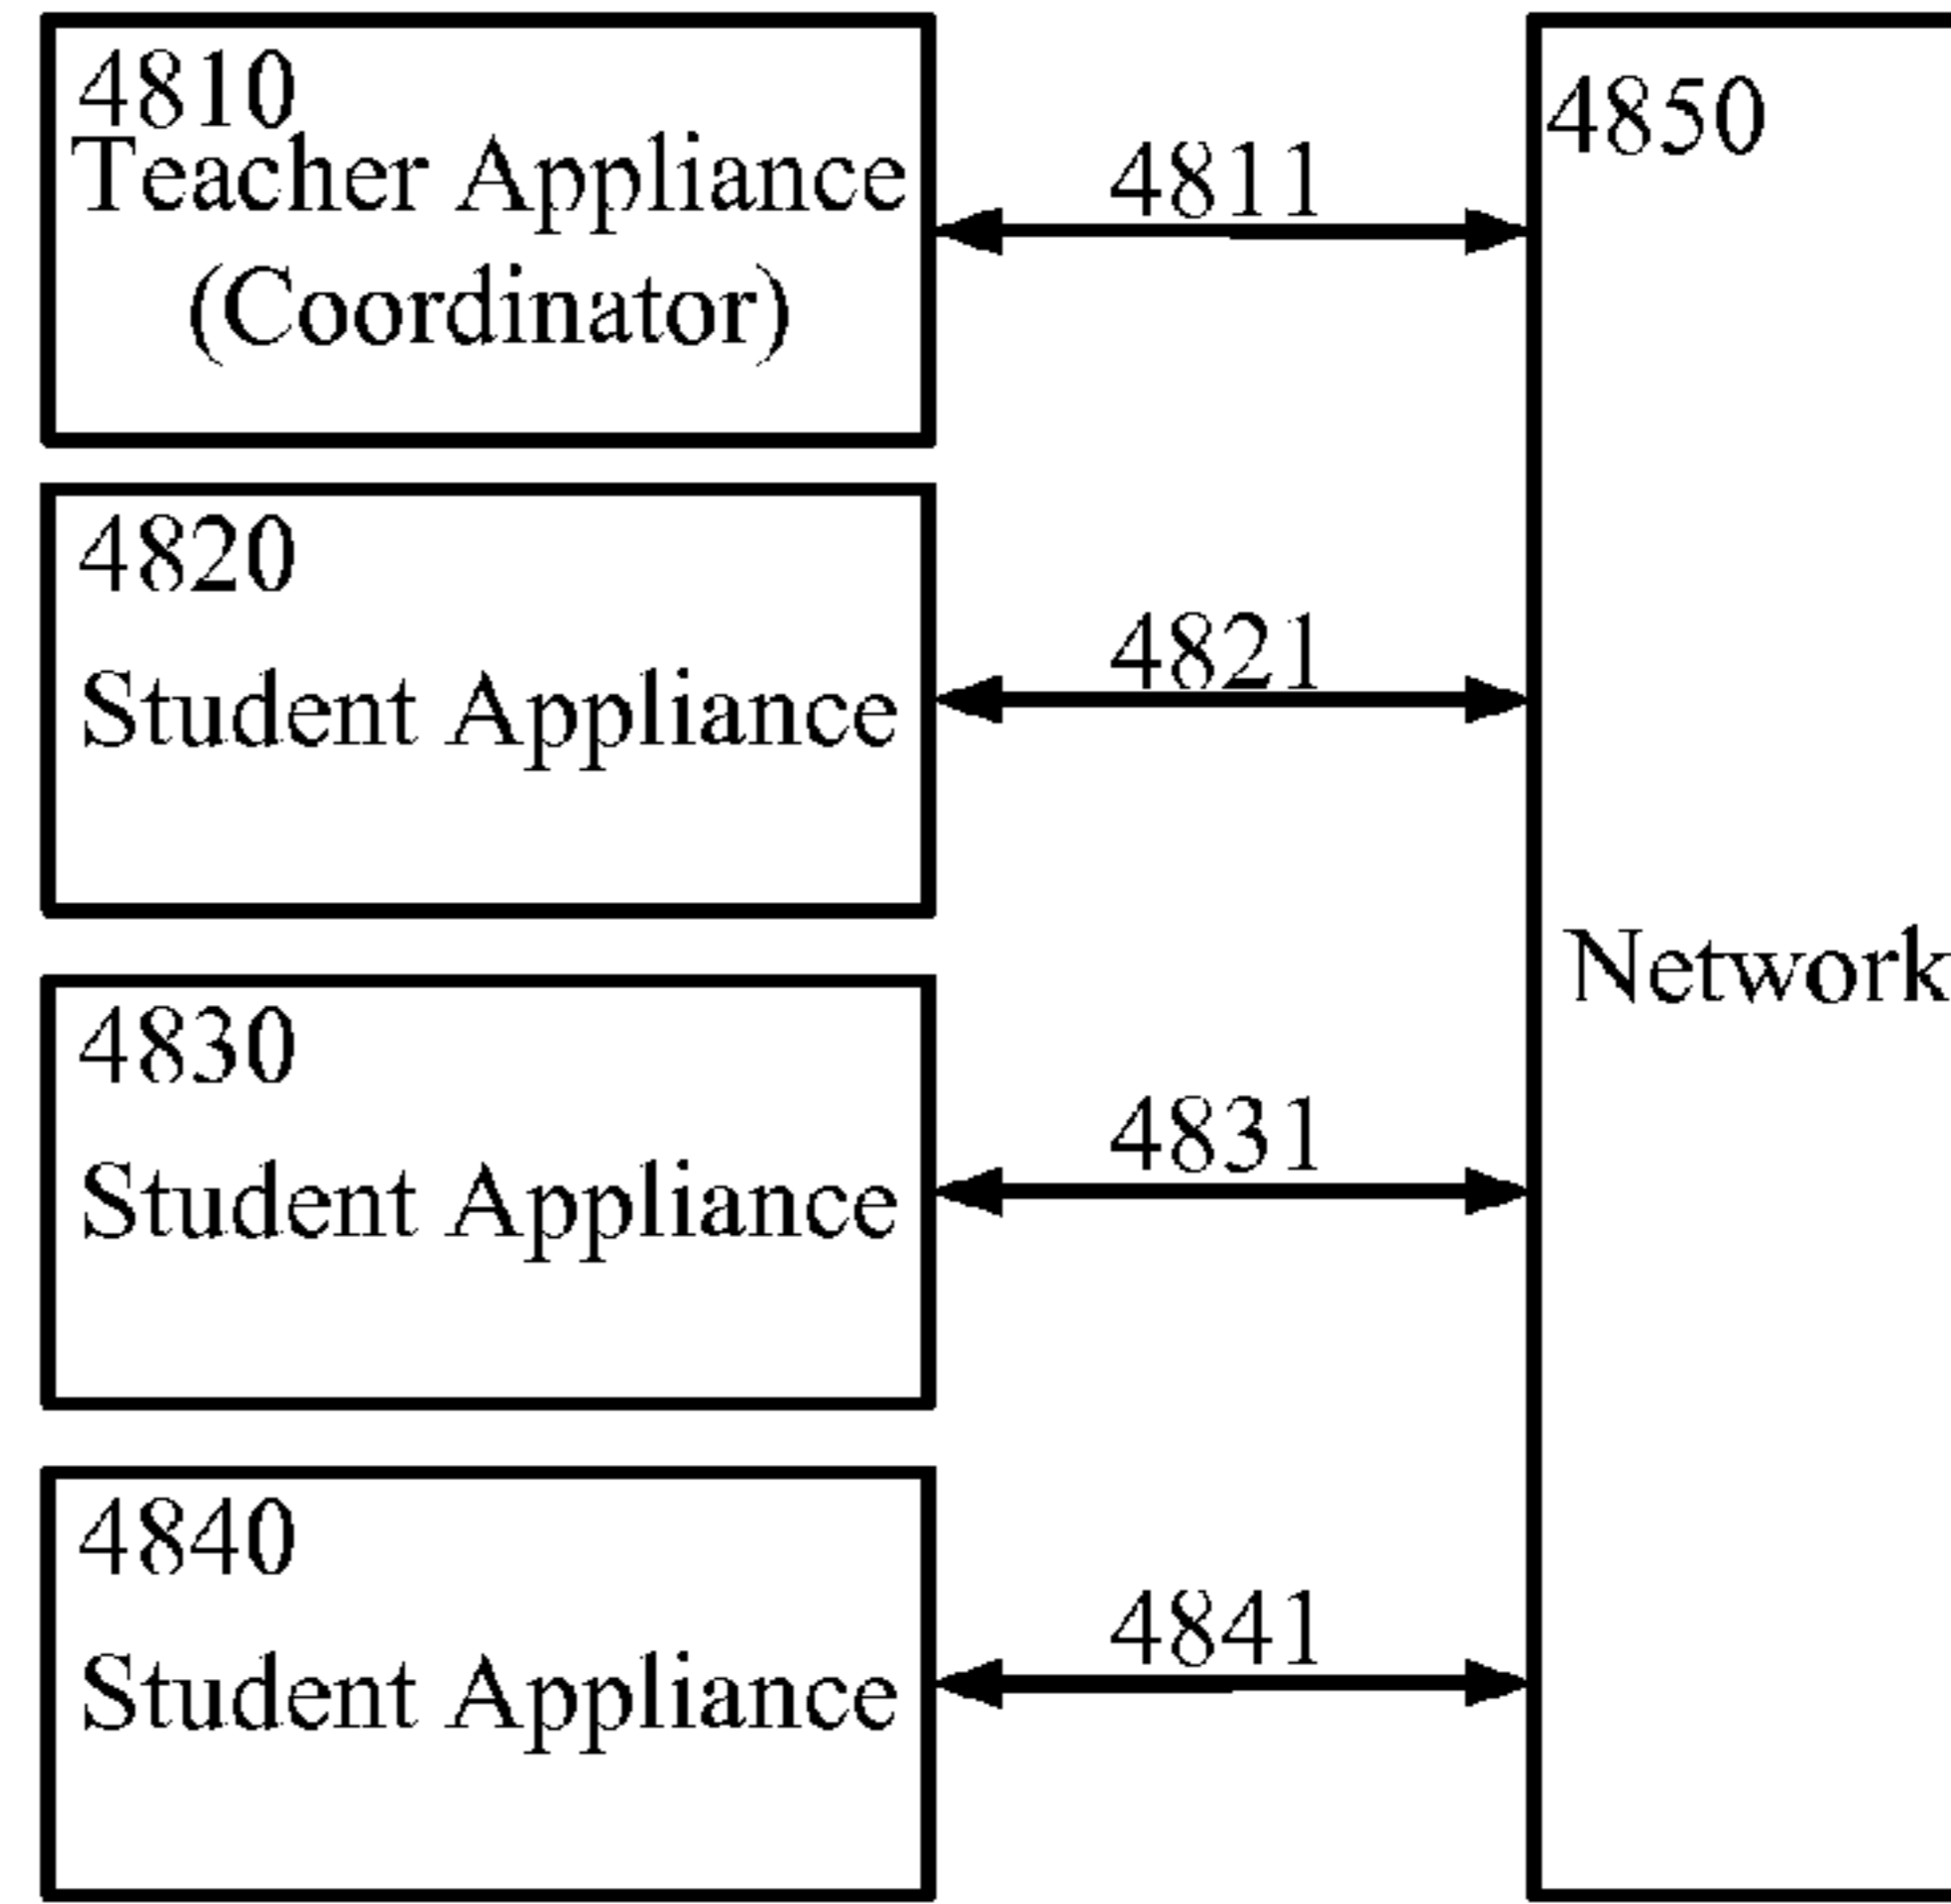 4810
Teacher Appliance
(Coordinator)
4811
4850
4820
Student Appliance
4821
Network
4830
Student Appliance
4831
4840
Student Appliance
4841